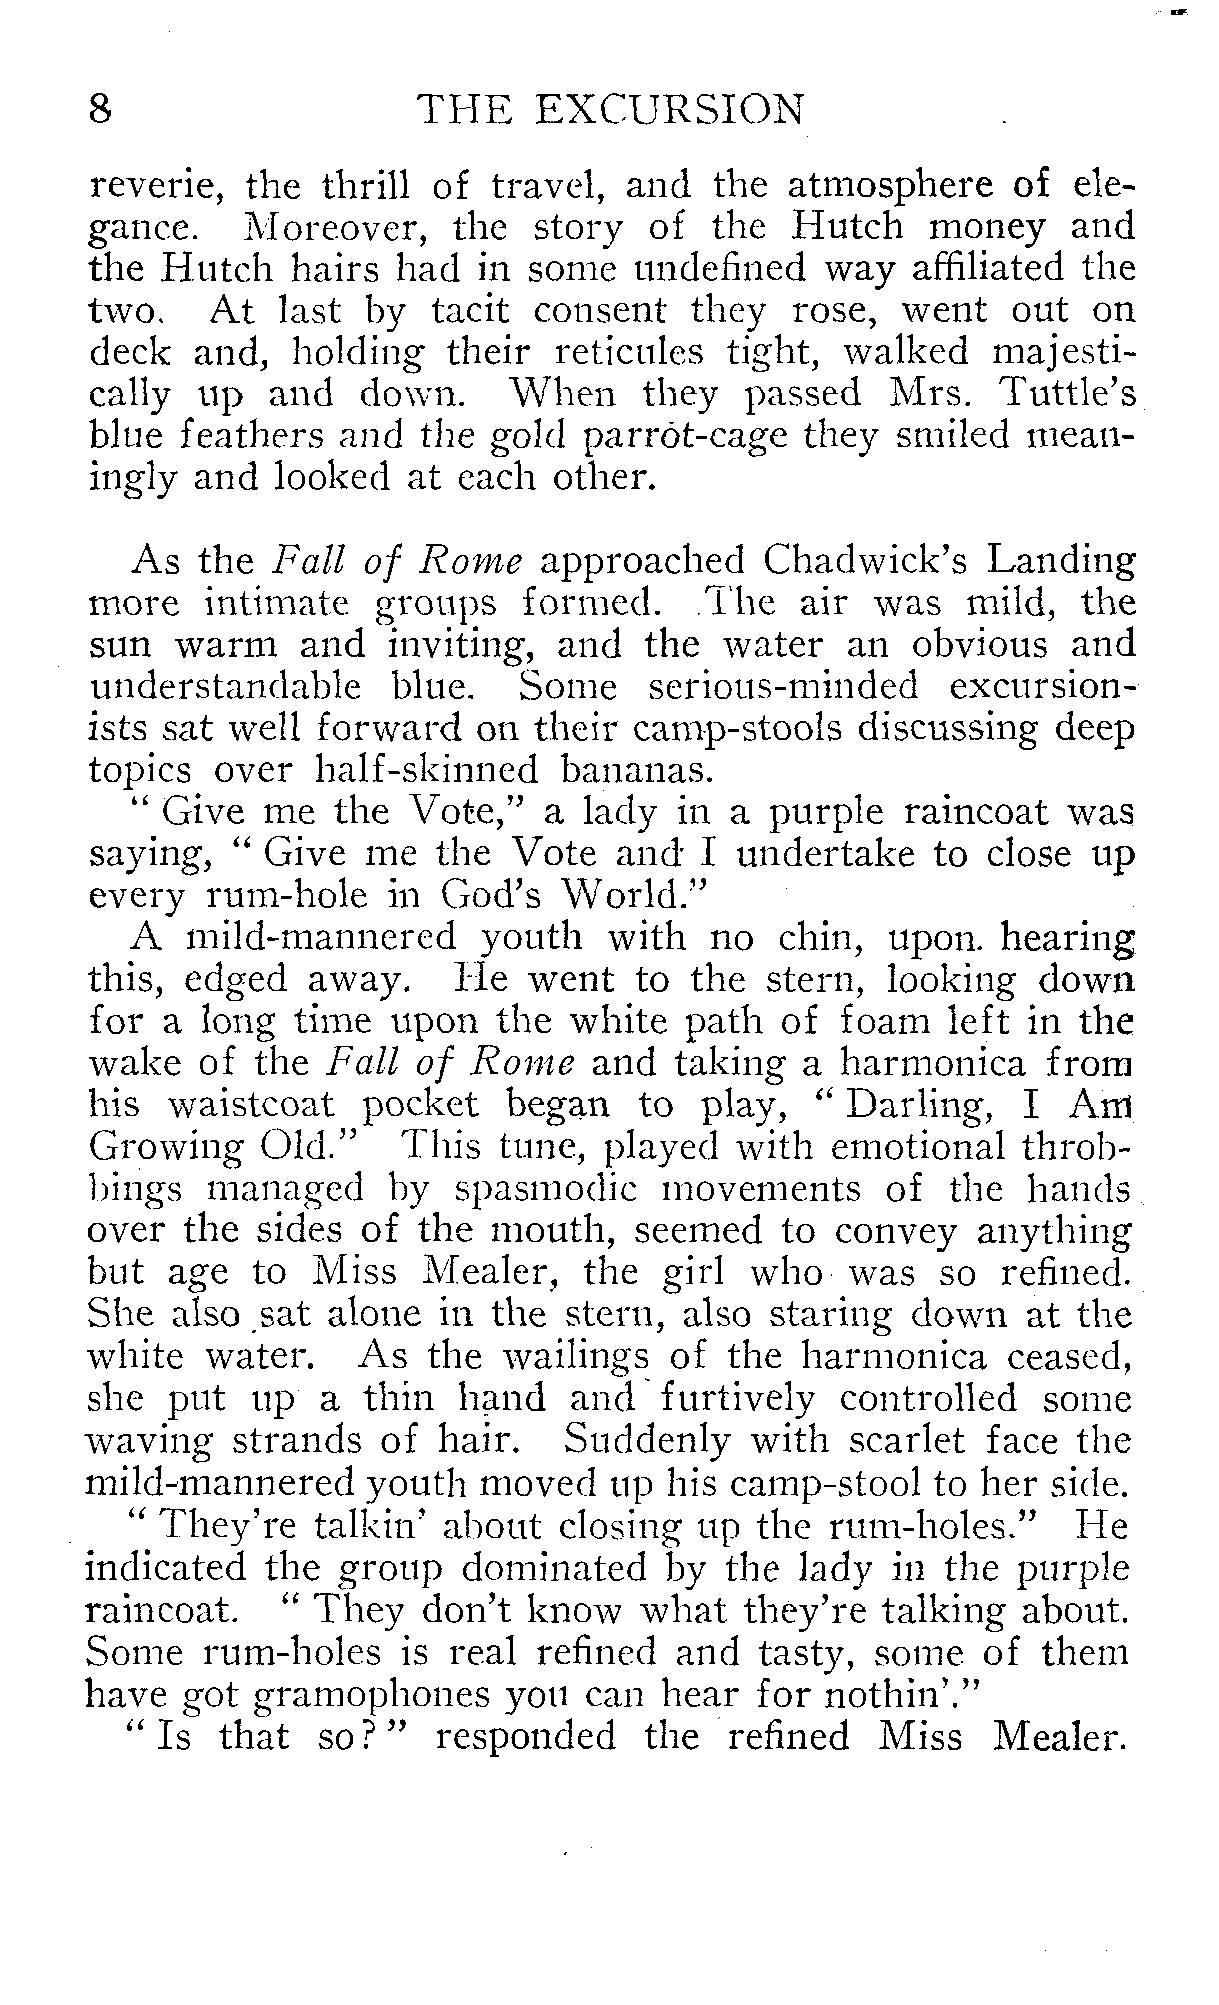 8 THE EXCURSION
reverie, the thrill of travel, and the atmosphere of ele-
gance. Moreover, the story of the Hutch money and
the Hutch hairs had in some undefined way affiliated the
two. At last by tacit consent they rose, went out on
deck and, holding their reticules tight, walked majesti-
cally up and down. When they passed Mrs. Tuttle's
blue feathers and the gold parrot-cage they smiled mean-
ingly and looked at each other.
As the Fall of Rome approached Chadwick's Landing
more intimate groups formed. The air was mild, the
sun warm and inviting, and the water an obvious and
understandable blue. Some serious-minded excursion-
ists sat well forward on their camp-stools discussing deep
topics over half-skinned bananas.
" Give me the Vote," a lady in a purple raincoat was
saying, " Give me the Vote and I undertake to close up
every rum-hole in God's World."
A mild-mannered youth with no chin, upon. hearing
this, edged away. He went to the stern, looking down
for a long time upon the white path of foam left in the
wake of the Fall of Rome and taking a harmonica from
his waistcoat pocket began to play, " Darling, I Am
Growing Old." This tune, played with emotional throb-
bings managed by spasmodic movements of the hands
over the sides of the mouth, seemed to convey anything
but age to Miss Mealer, the girl who was so refined.
She also sat alone in the stern, also staring down at the
white water. As the wailings of the harmonica ceased,
she put up a thin hand and furtively controlled some
waving strands of hair. Suddenly with scarlet face the
mild-mannered youth moved up his camp-stool to her side.
" They're talkin' about closing up the rum-holes." He
indicated the group dominated by the lady in the purple
raincoat. " They don't know what they're talking about.
Some rum-holes is real refined and tasty, some of them
have got gramophones you can hear for nothin'."
" Is that so? " responded the refined Miss Mealer.